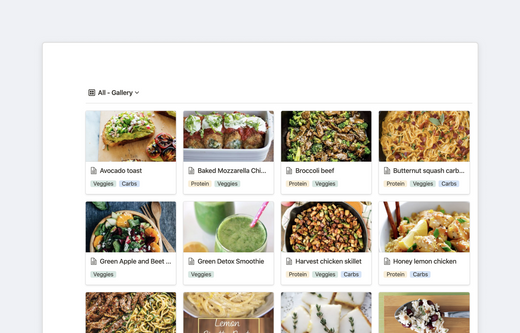 All - Gallery
Avocado toast
Veggies Carbs
Baked Mozzarella Chi...
Protein Veggies
Broccoli beef
Protein Veggies
Butternut squash carb...
Protein Veggies Carbs
Green Apple and Beet ...
Veggies
Green Detox Smoothie
Veggies
Harvest chicken skillet
Protein Veggies Carbs
Honey lemon chicken
Protein Carbs
Lemon